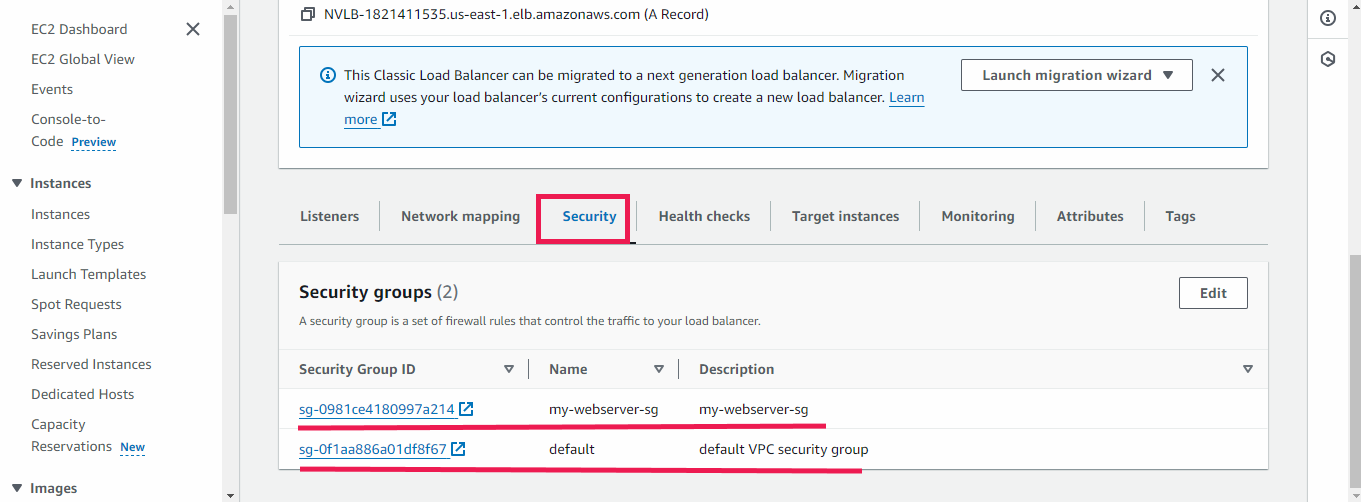 EC2 Dashboard
EC2 Global View
Events
Console-to-
Code Preview
Instances
Instances
Instance Types
Launch Templates
Spot Requests
Savings Plans
Reserved Instances
Dedicated Hosts
Capacity
Reservations New
Images
NVLB-1821411535.us-east-1.elb.amazonaws.com (A Record)
This Classic Load Balancer can be migrated to a next generation load balancer. Migration
wizard uses your load balancer’s current configurations to create a new load balancer. Learn
more
Launch migration wizard
Listeners Network mapping Security Health checks Target instances Monitoring Attributes Tags
Security groups (2)
Edit
A security group is a set of firewall rules that control the traffic to your load balancer.
Security Group ID Name Description
sg-0981ce4180997a214 my-webserver-sg my-webserver-sg
sg-0f1aa886a01df8f67 default default VPC security group